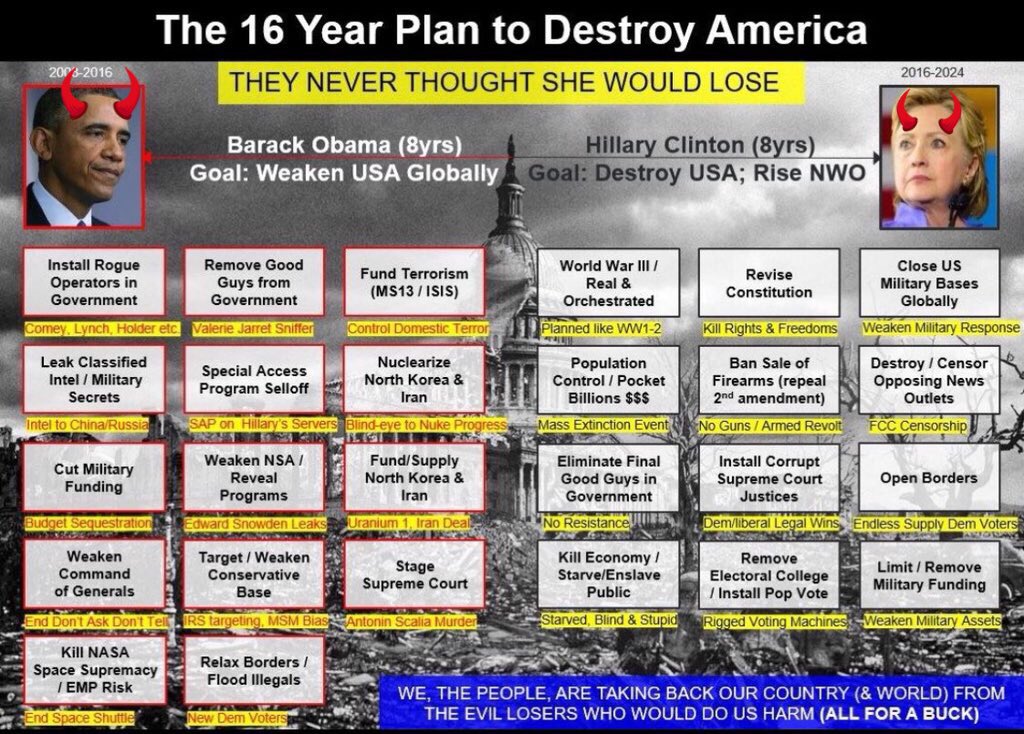 The 16 Year Plan to Destroy America
2008-2016
THEY NEVER THOUGHT SHE WOULD LOSE
2016-2024
Barack Obama (8yrs)
Goal: Weaken USA Globally
Hillary Clinton (8yrs)
Goal: Destroy USA; Rise NWO
Install Rogue
Operators in
Government
Comey, Lynch, Holder etc.
Remove Good
Guys from
Government
Valerie Jarret Sniffer
Fund Terrorism
(MS13 / ISIS)
Control Domestic Terror
World War III /
Real &
Orchestrated
Planned like WW1-2
Revise
Constitution
Kill Rights & Freedoms
Close US
Military Bases
Globally
Weaken Military Response
Leak Classified
Intel / Military
Secrets
Intel to China/Russia
Special Access
Program Selloff
SAP on Hillary's Servers
Nuclearize
North Korea &
Iran
Blind-eye to Nuke Progress
Population
Control / Pocket
Billions $$$
Mass Extinction Event
Ban Sale of
Firearms (repeal
2nd amendment)
No Guns / Armed Revolt
Destroy / Censor
Opposing News
Outlets
FCC Censorship
Cut Military
Funding
Budget Sequestration
Weaken NSA /
Reveal
Programs
Edward Snowden Leaks
Fund/Supply
North Korea &
Iran
Uranium 1, Iran Deal
Eliminate Final
Good Guys in
Government
No Resistance
Install Corrupt
Supreme Court
Justices
Dem/liberal Legal Wins
Open Borders
Endless Supply Dem Voters
Weaken
Command
of Generals
End Don't Ask Don't Tell
Target / Weaken
Conservative
Base
IRS targeting, MSM Bias
Stage
Supreme Court
Antonin Scalia Murder
Kill Economy /
Starve/Enslave
Public
Starved, Blind & Stupid
Remove
Electoral College
/ Install Pop Vote
Rigged Voting Machines
Limit / Remove
Military Funding
Weaken Military Assets
Kill NASA
Space Supremacy
/ EMP Risk
End Space Shuttle
Relax Borders /
Flood Illegals
New Dem Voters
WE, THE PEOPLE, ARE TAKING BACK OUR COUNTRY (& WORLD) FROM
THE EVIL LOSERS WHO WOULD DO US HARM (ALL FOR A BUCK)